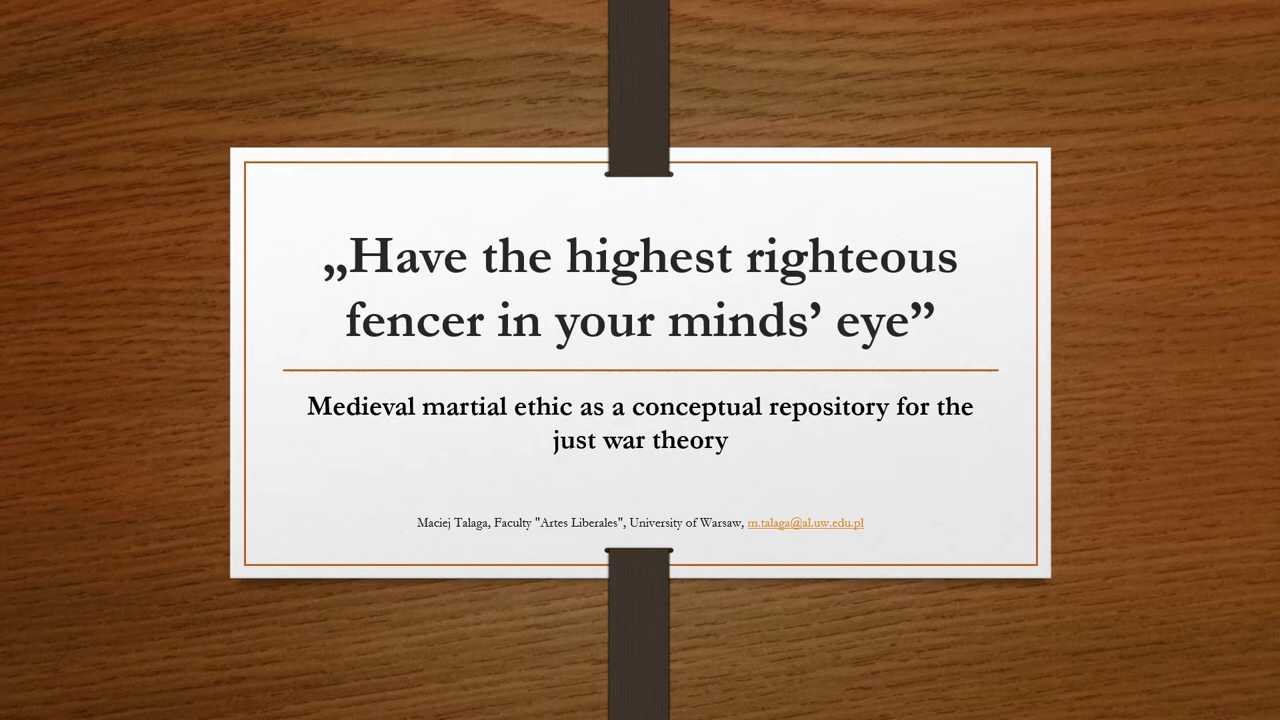 „Have the highest righteous
fencer in your minds’ eye”
Medieval martial ethic as a conceptual repository for the
just war theory
Maciej Talaga, Faculty "Artes Liberales", University of Warsaw, m.talaga@al.uw.edu.pl